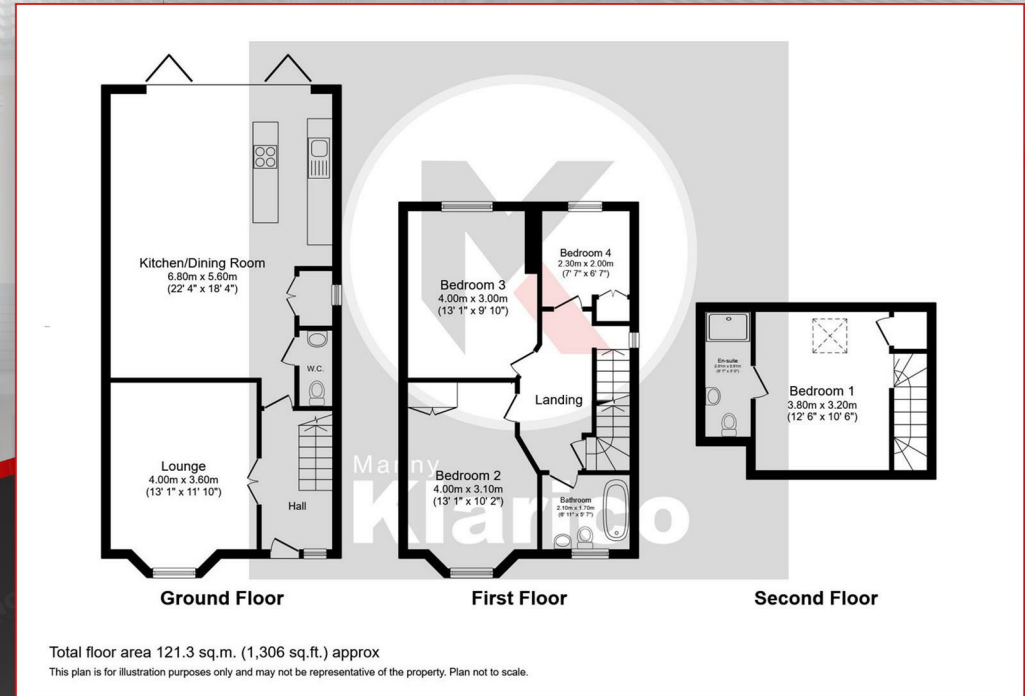 Kitchen/Dining Room
6.80m x 5.60m
(22' 4" x 18' 4")
W.C.
Lounge
4.00m x 3.60m
(13' 1" x 11' 10")
Hall
Ground Floor
Bedroom 3
4.00m x 3.00m
(13' 1" x 9' 10")
Bedroom 4
2.30m x 2.00m
(7' 7" x 6' 7")
Landing
Bedroom 2
4.00m x 3.10m
(13' 1" x 10' 2")
Bathroom
2.10m x 1.70m
(6' 11" x 5' 7")
Manny
Klarico
First Floor
En-suite
Bedroom 1
3.80m x 3.20m
(12' 6" x 10' 6")
Second Floor
Total floor area 121.3 sq.m. (1,306 sq.ft.) approx
This plan is for illustration purposes only and may not be representative of the property. Plan not to scale.